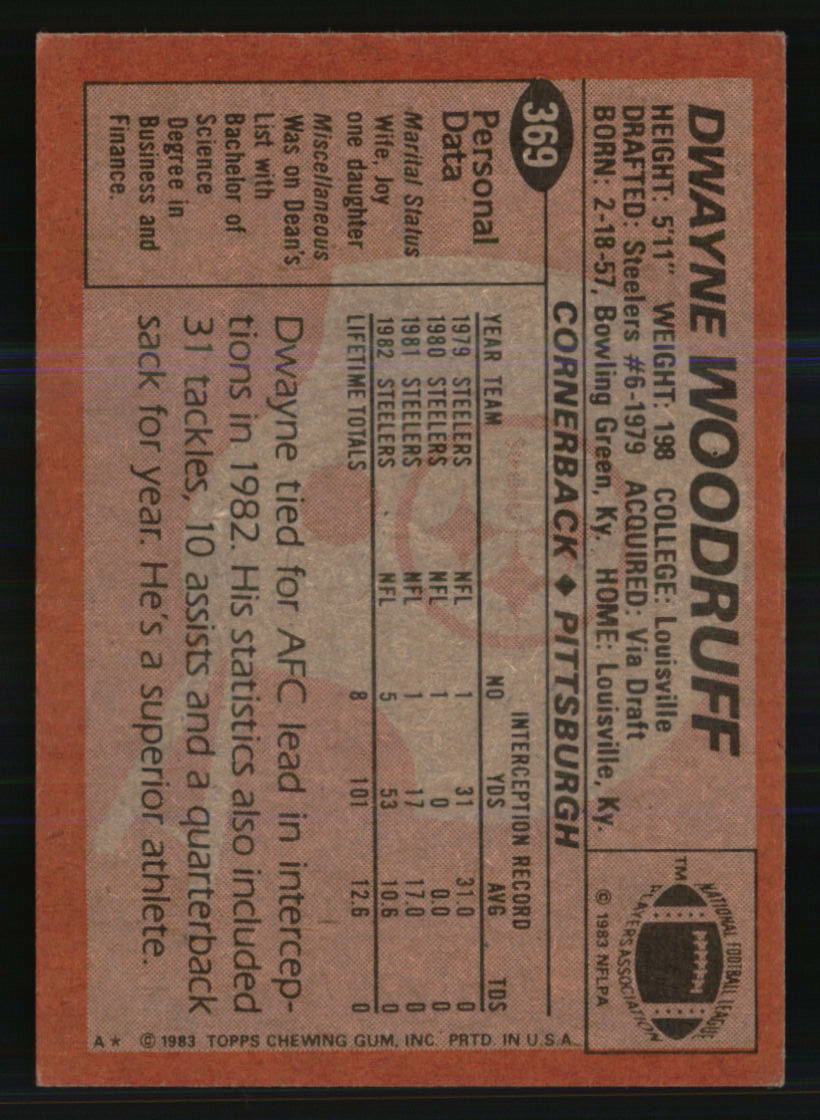 DWAYNE WOODRUFF
HEIGHT: 5'11" WEIGHT: 198 COLLEGE: Louisville
DRAFTED: Steelers #6-1979 ACQUIRED: Via Draft
BORN: 2-18-57, Bowling Green, Ky. HOME: Louisville, Ky.
NATIONAL FOOTBALL LEAGUE
PLAYERS ASSOCIATION
TM
© 1983 NFLPA
369
CORNERBACK ◆ PITTSBURGH
Personal
Data
Marital Status
Wife, Joy
one daughter
Miscellaneous
Was on Dean's
List with
Bachelor of
Science
Degree in
Business and
Finance.
INTERCEPTION RECORD
YEAR TEAM NO YDS AVG TDS
1979 STEELERS NFL 1 31 31.0 0
1980 STEELERS NFL 1 0 0.0 0
1981 STEELERS NFL 1 17 17.0 0
1982 STEELERS NFL 5 53 10.6 0
LIFETIME TOTALS 8 101 12.6 0
Dwayne tied for AFC lead in intercep-
tions in 1982. His statistics also included
31 tackles, 10 assists and a quarterback
sack for year. He's a superior athlete.
A* © 1983 TOPPS CHEWING GUM, INC. PRTD. IN U.S.A.
Steelers